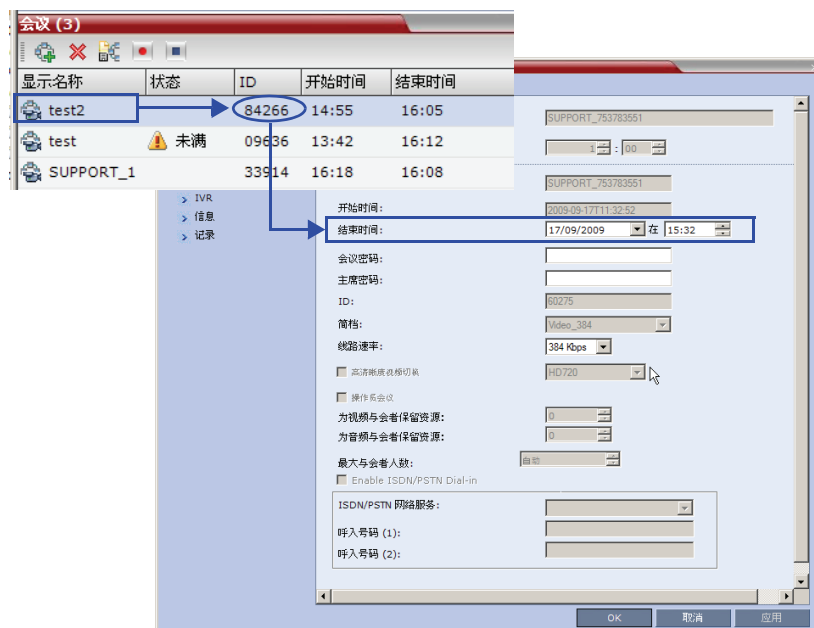 会议 (3)
显示名称 状态 ID 开始时间 结束时间
test2 84266 14:55 16:05
test 未满 09636 13:42 16:12
SUPPORT_1 33914 16:18 16:08
IVR
信息
记录
SUPPORT_753783551
1 : 00
SUPPORT_753783551
开始时间: 2009-09-17T11:32:52
结束时间: 17/09/2009 在 15:32
会议密码:
主席密码:
ID: 60275
简档: Video_384
线路速率: 384 Kbps
高清晰度视频切换 HD720
操作员会议
为视频与会者保留资源: 0
为音频与会者保留资源: 0
最大与会者人数: 自动
Enable ISDN/PSTN Dial-in
ISDN/PSTN 网络服务:
呼入号码 (1):
呼入号码 (2):
OK 取消 应用